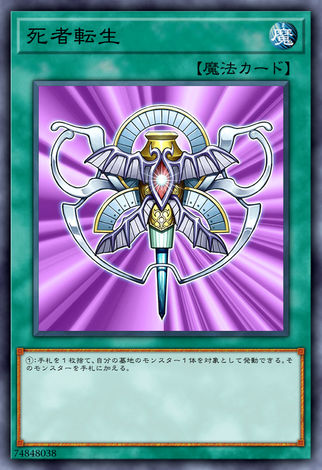 死者転生
魔
【魔法カード】
①:手札を1枚捨て、自分の墓地のモンスター1体を対象として発動できる。そ
のモンスターを手札に加える。
74848038